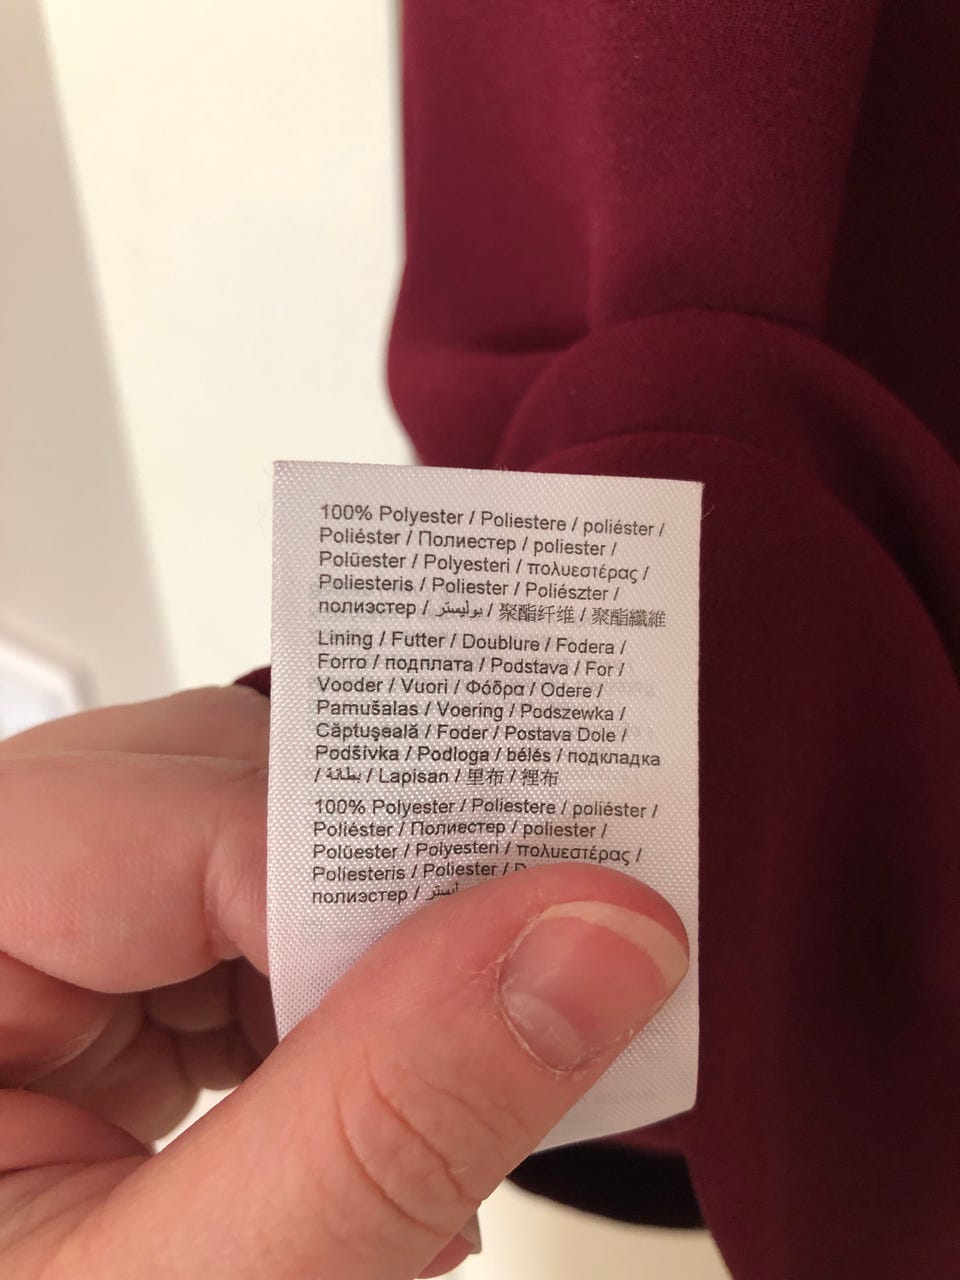 100% Polyester / Poliestere / poliéster /
Poliéster / Полиестер / poliester /
Polüester / Polyesteri / πολυεστέρας /
Poliesteris / Poliester / Poliészter /
полиэстер / بوليستر / 聚酯纤维 / 聚酯纖維
Lining / Futter / Doublure / Fodera /
Forro / подплата / Podstava / For /
Vooder / Vuori / Φόδρα / Odere /
Pamušalas / Voering / Podszewka /
Căptuşeală / Foder / Postava Dole /
Podšívka / Podloga / bélés / подкладка
/ بطانة / Lapisan / 里布 / 裡布
100% Polyester / Poliestere / poliéster /
Poliéster / Полиестер / poliester /
Polüester / Polyesteri / πολυεστέρας /
Poliesteris / Poliester /
полиэстер /